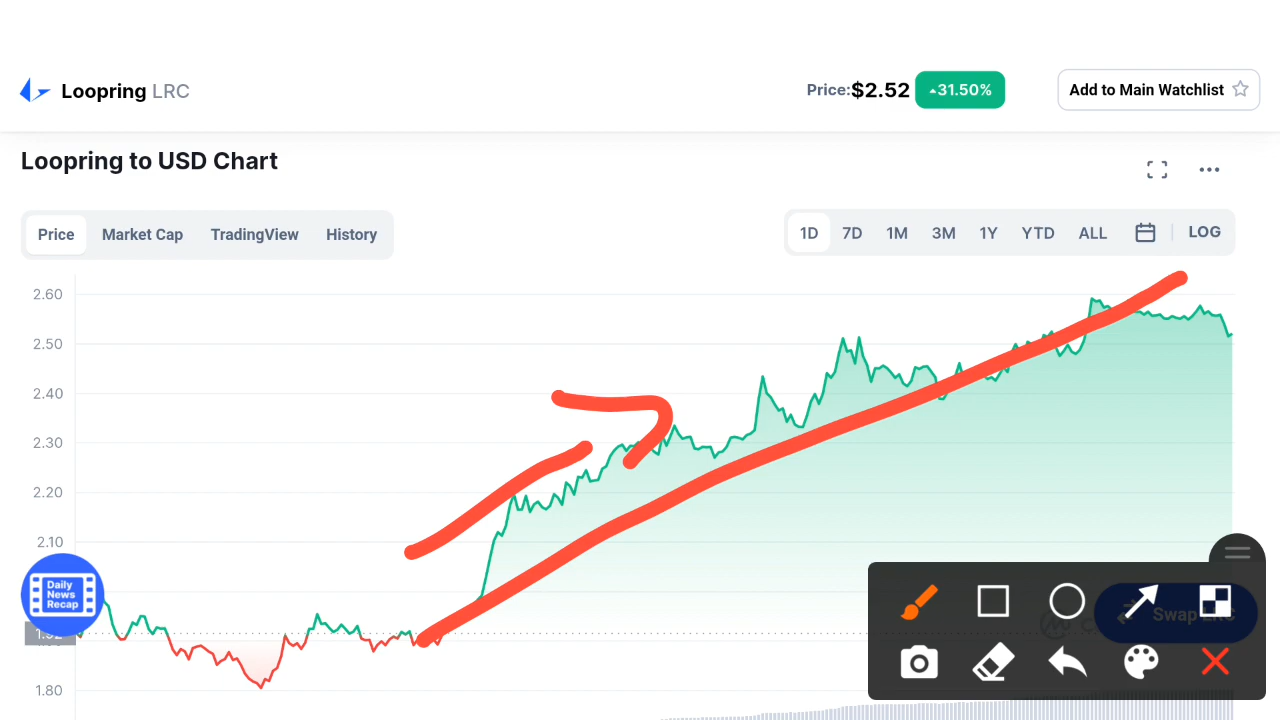 Loopring LRC
Price: $2.52 31.50%
Add to Main Watchlist
Loopring to USD Chart
Price Market Cap TradingView History
1D 7D 1M 3M 1Y YTD ALL LOG
2.60
2.50
2.40
2.30
2.20
2.10
1.80
Daily
News
Recap
Swap LRC